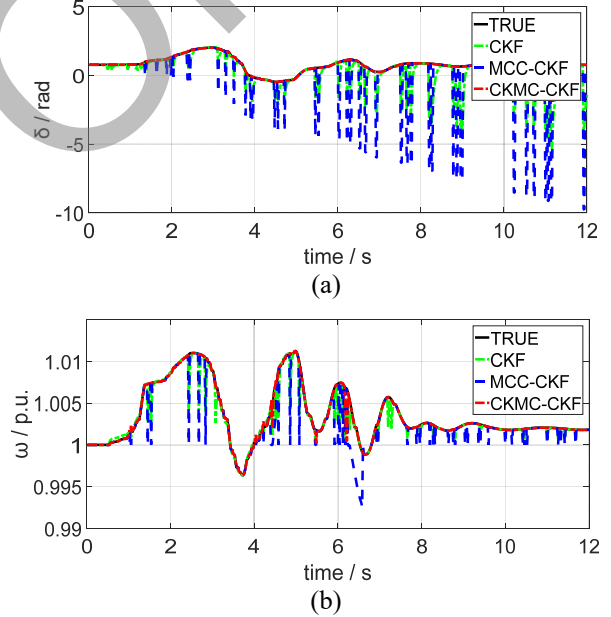 5
0
-5
-10
δ / rad
TRUE
CKF
MCC-CKF
CKMC-CKF
0 2 4 6 8 10 12
time / s
(a)
1.01
1.005
1
0.995
0.99
ω / p.u.
TRUE
CKF
MCC-CKF
CKMC-CKF
0 2 4 6 8 10 12
time / s
(b)